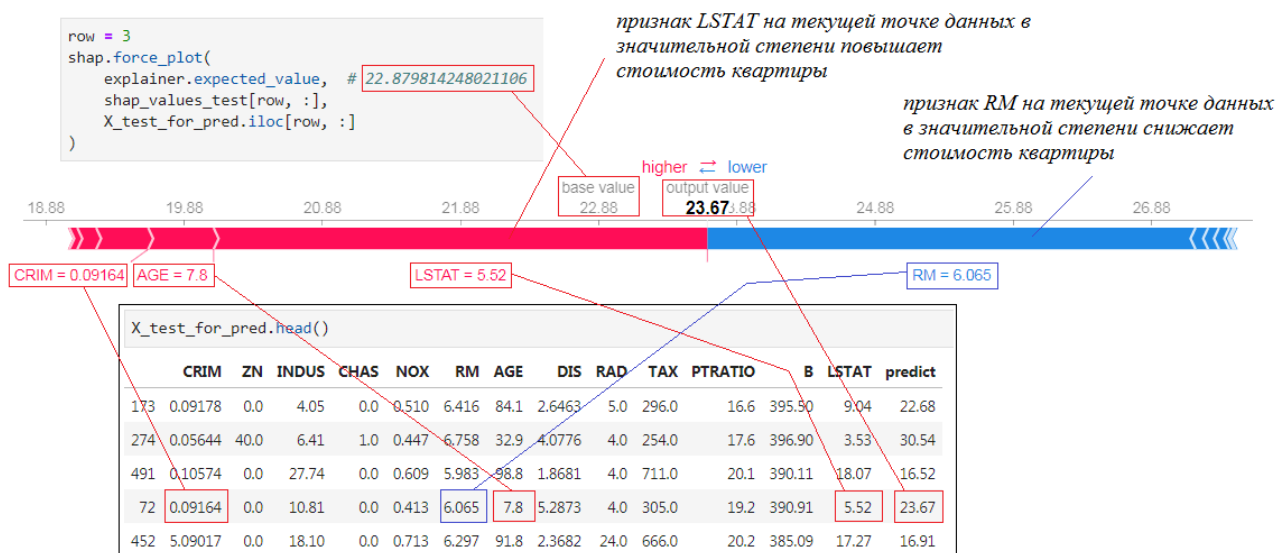 row = 3
shap.force_plot(
explainer.expected_value, # 22.879814248021106
shap_values_test[row, :],
X_test_for_pred.iloc[row, :]
)
признак LSTAT на текущей точке данных в
значительной степени повышает
стоимость квартиры
признак RM на текущей точке данных
в значительной степени снижает
стоимость квартиры
higher ⇄ lower
base value output value
18.88 19.88 20.88 21.88 22.88 23.67 3.88 24.88 25.88 26.88
CRIM = 0.09164 AGE = 7.8 LSTAT = 5.52 RM = 6.065
X_test_for_pred.head()
CRIM ZN INDUS CHAS NOX RM AGE DIS RAD TAX PTRATIO B LSTAT predict
173 0.09178 0.0 4.05 0.0 0.510 6.416 84.1 2.6463 5.0 296.0 16.6 395.50 9.04 22.68
274 0.05644 40.0 6.41 1.0 0.447 6.758 32.9 4.0776 4.0 254.0 17.6 396.90 3.53 30.54
491 0.10574 0.0 27.74 0.0 0.609 5.983 98.8 1.8681 4.0 711.0 20.1 390.11 18.07 16.52
72 0.09164 0.0 10.81 0.0 0.413 6.065 7.8 5.2873 4.0 305.0 19.2 390.91 5.52 23.67
452 5.09017 0.0 18.10 0.0 0.713 6.297 91.8 2.3682 24.0 666.0 20.2 385.09 17.27 16.91